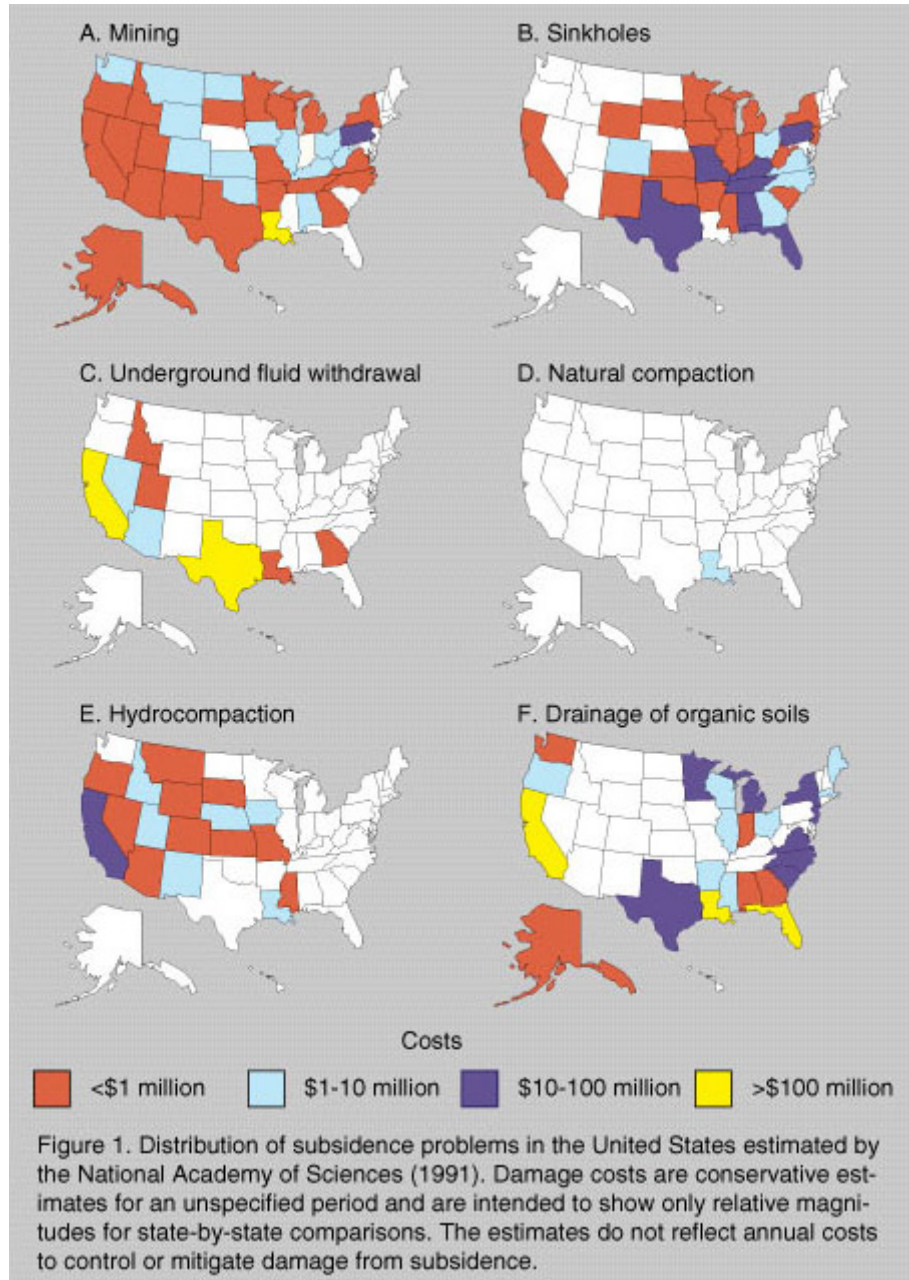 A. Mining
B. Sinkholes
C. Underground fluid withdrawal
D. Natural compaction
E. Hydrocompaction
F. Drainage of organic soils
Costs
<$1 million
$1-10 million
$10-100 million
>$100 million
Figure 1. Distribution of subsidence problems in the United States estimated by
the National Academy of Sciences (1991). Damage costs are conservative est-
imates for an unspecified period and are intended to show only relative magni-
tudes for state-by-state comparisons. The estimates do not reflect annual costs
to control or mitigate damage from subsidence.